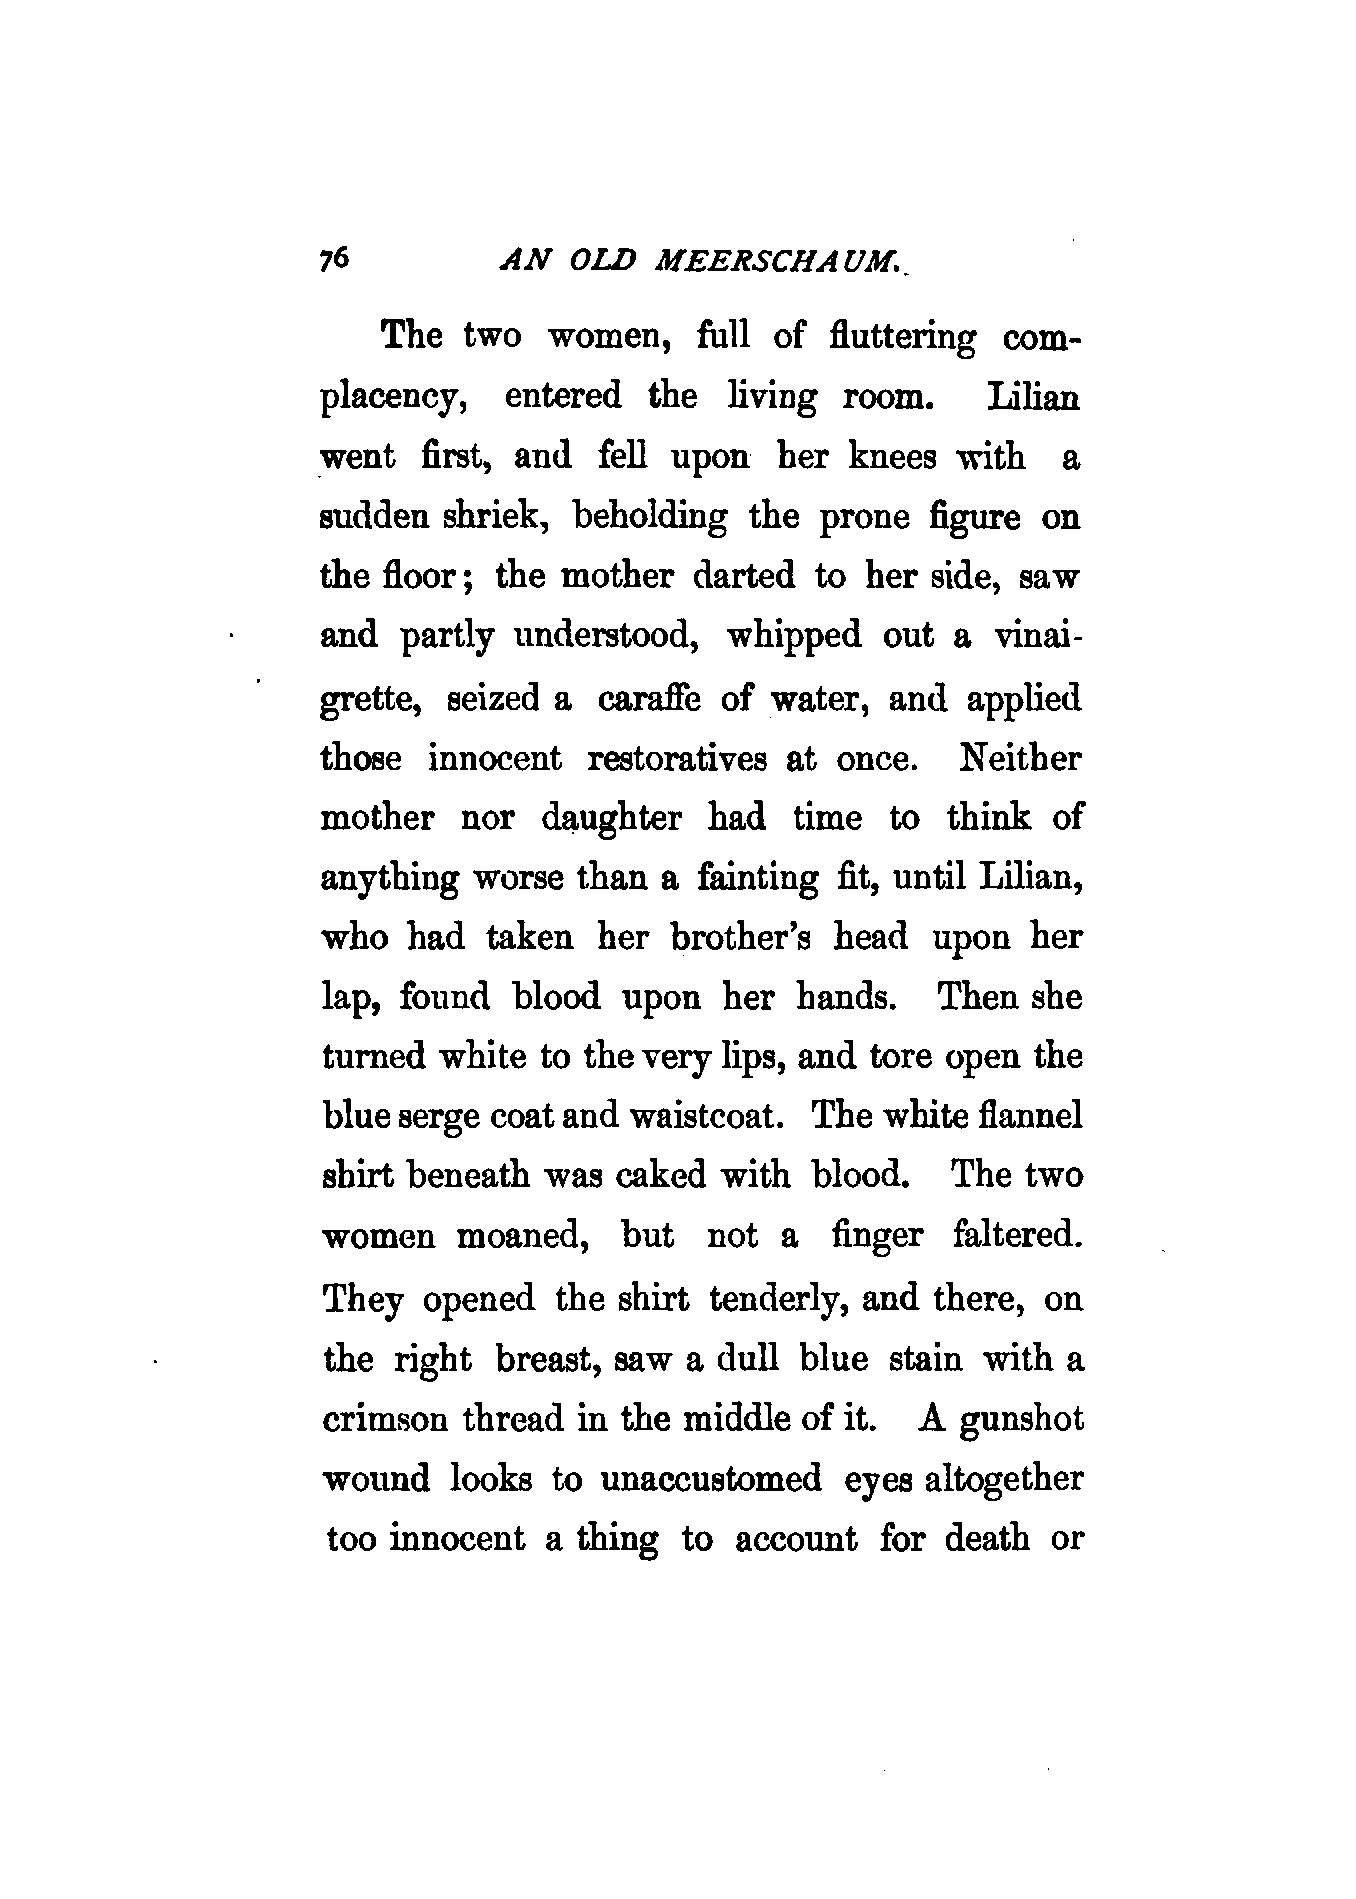 76 AN OLD MEERSCHAUM.
The two women, full of fluttering com-
placency, entered the living room. Lilian
went first, and fell upon her knees with a
sudden shriek, beholding the prone figure on
the floor; the mother darted to her side, saw
and partly understood, whipped out a vinai-
grette, seized a caraffe of water, and applied
those innocent restoratives at once. Neither
mother nor daughter had time to think of
anything worse than a fainting fit, until Lilian,
who had taken her brother's head upon her
lap, found blood upon her hands. Then she
turned white to the very lips, and tore open the
blue serge coat and waistcoat. The white flannel
shirt beneath was caked with blood. The two
women moaned, but not a finger faltered.
They opened the shirt tenderly, and there, on
the right breast, saw a dull blue stain with a
crimson thread in the middle of it. A gunshot
wound looks to unaccustomed eyes altogether
too innocent a thing to account for death or